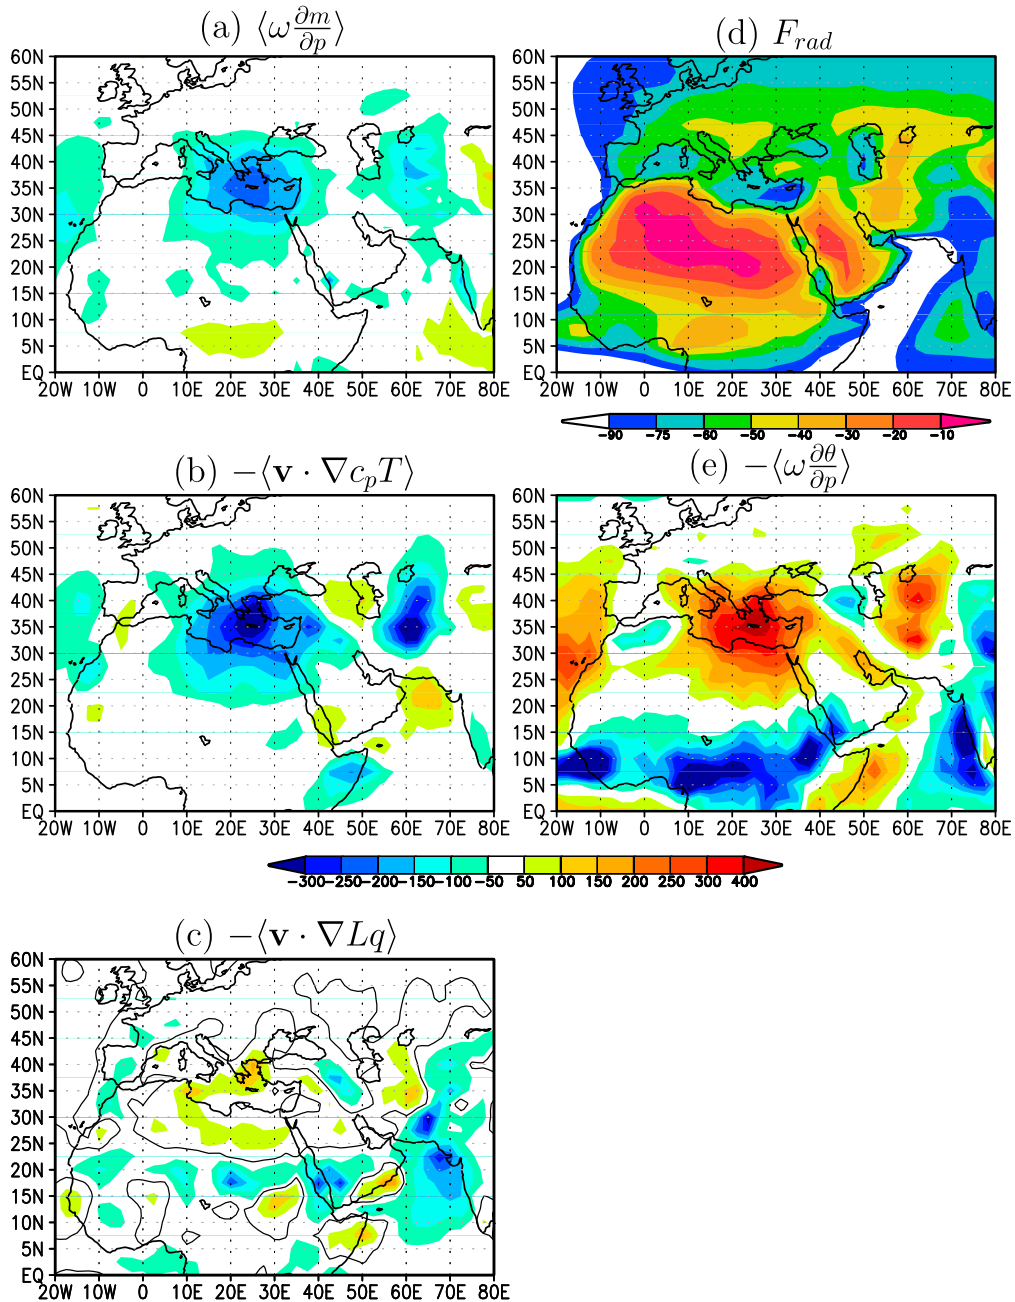 (a) ⟨ω ∂m/∂p⟩
60N
55N
50N
45N
40N
35N
30N
25N
20N
15N
10N
5N
EQ
20W 10W 0 10E 20E 30E 40E 50E 60E 70E 80E
(d) F_rad
60N
55N
50N
45N
40N
35N
30N
25N
20N
15N
10N
5N
EQ
20W 10W 0 10E 20E 30E 40E 50E 60E 70E 80E
-90 -75 -60 -50 -40 -30 -20 -10
(b) −⟨v · ∇c_pT⟩
60N
55N
50N
45N
40N
35N
30N
25N
20N
15N
10N
5N
EQ
20W 10W 0 10E 20E 30E 40E 50E 60E 70E 80E
(e) −⟨ω ∂θ/∂p⟩
60N
55N
50N
45N
40N
35N
30N
25N
20N
15N
10N
5N
EQ
20W 10W 0 10E 20E 30E 40E 50E 60E 70E 80E
-300 -250 -200 -150 -100 -50 50 100 150 200 250 300 400
(c) −⟨v · ∇Lq⟩
60N
55N
50N
45N
40N
35N
30N
25N
20N
15N
10N
5N
EQ
20W 10W 0 10E 20E 30E 40E 50E 60E 70E 80E